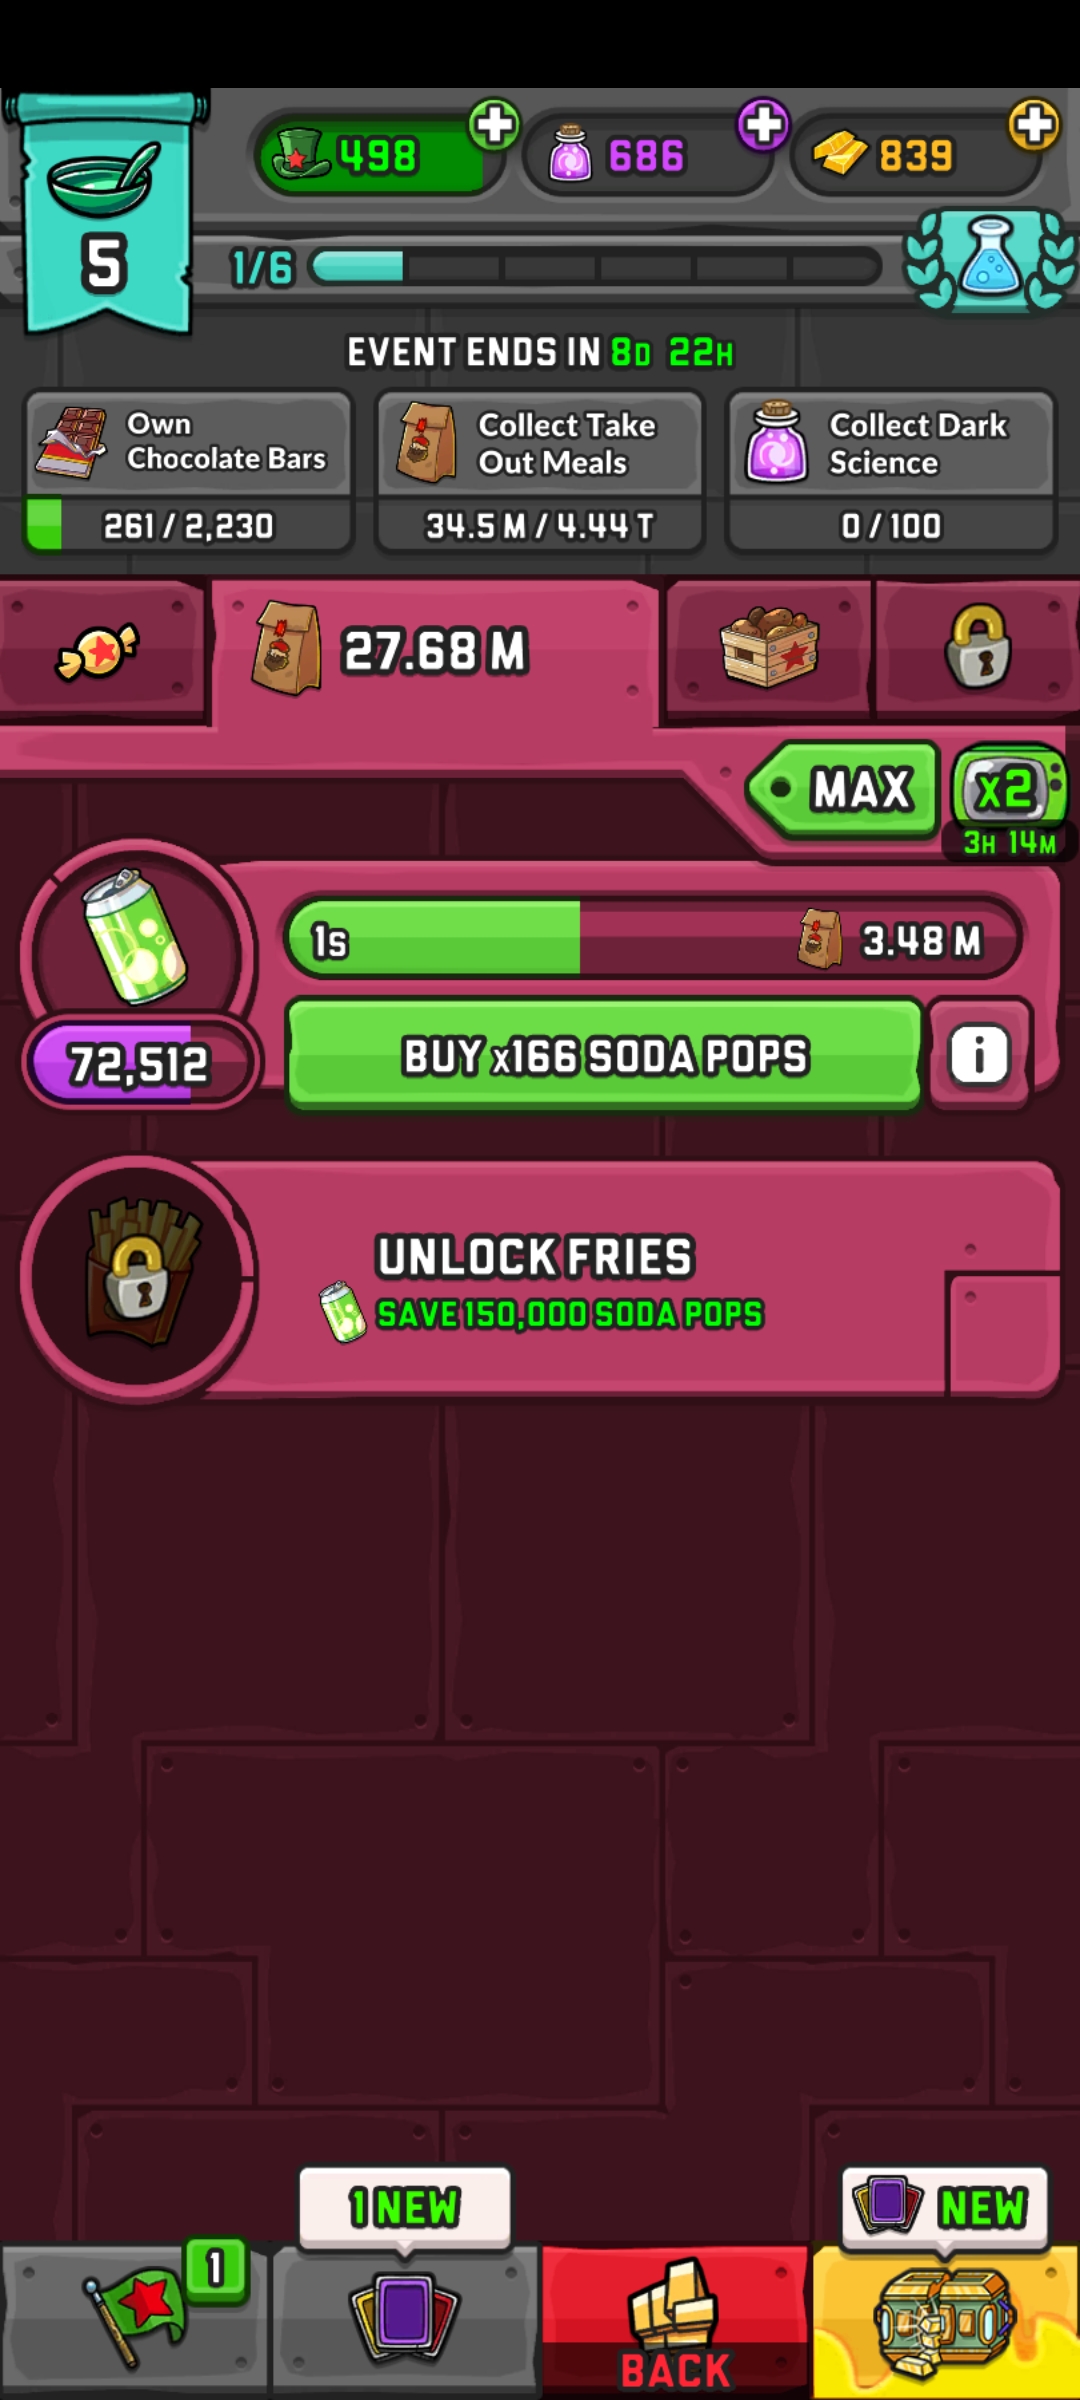 498
686
839
5
1/6
EVENT ENDS IN 8D 22H
Own
Chocolate Bars
261 / 2,230
Collect Take
Out Meals
34.5 M / 4.44 T
Collect Dark
Science
0 / 100
27.68 M
MAX
x2
3H 14M
1s
3.48 M
72,512
BUY x166 SODA POPS
i
UNLOCK FRIES
SAVE 150,000 SODA POPS
1 NEW
NEW
1
BACK